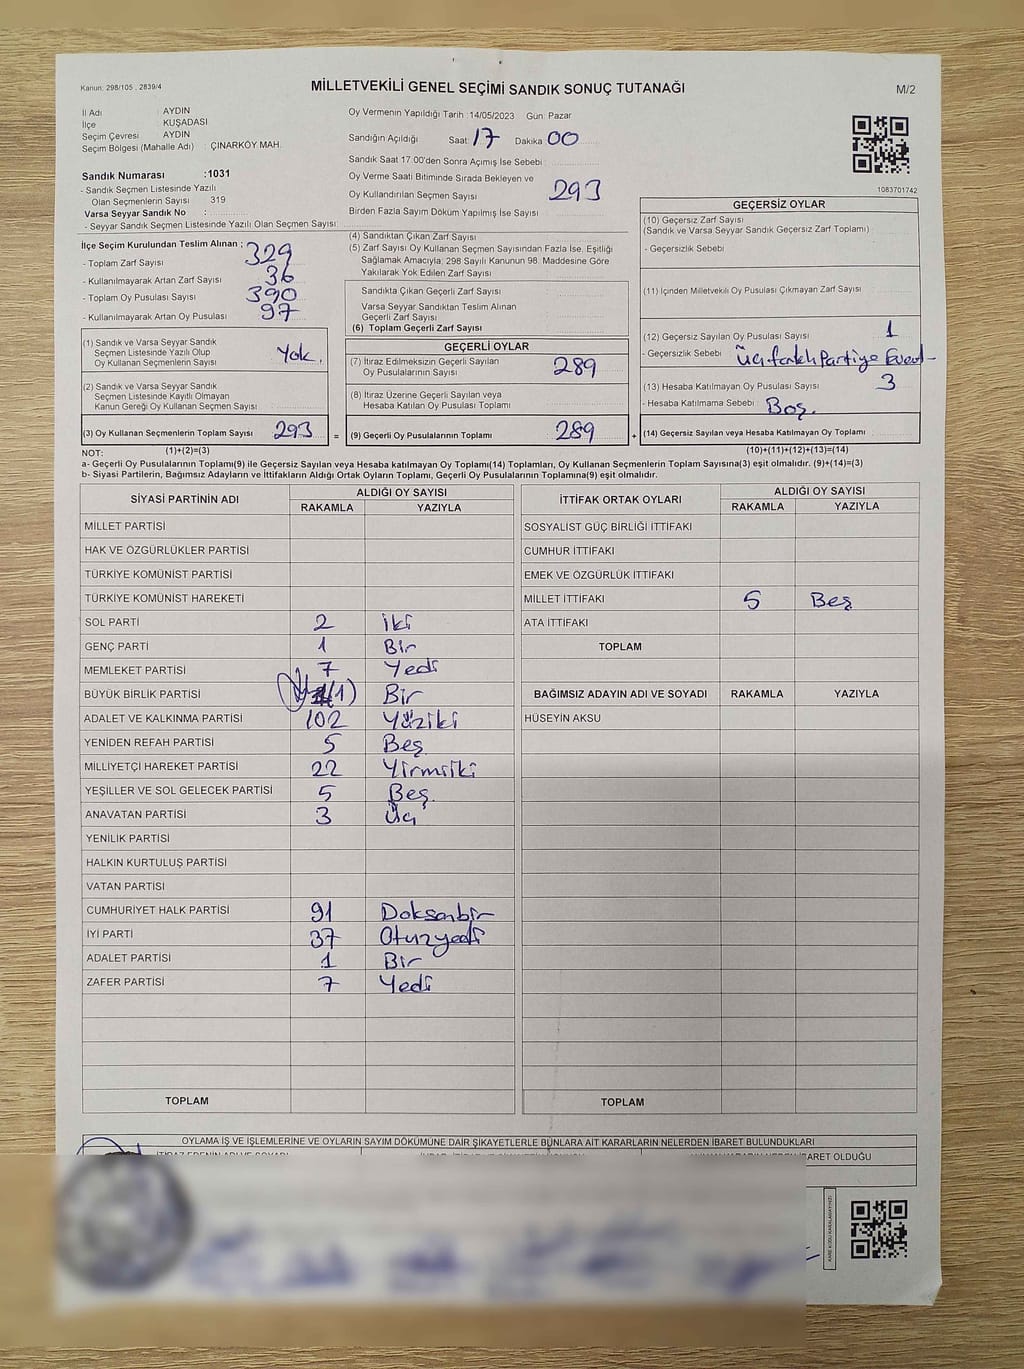 Kanun: 298/105 , 2839/4
MİLLETVEKİLİ GENEL SEÇİMİ SANDIK SONUÇ TUTANAĞI
M/2
İl Adı : AYDIN
İlçe KUŞADASI
Seçim Çevresi AYDIN
Seçim Bölgesi (Mahalle Adı) : ÇINARKÖY MAH.
Sandık Numarası :1031
- Sandık Seçmen Listesinde Yazılı
Olan Seçmenlerin Sayısı 319
Varsa Seyyar Sandık No :
- Seyyar Sandık Seçmen Listesinde Yazılı Olan Seçmen Sayısı:
Oy Vermenin Yapıldığı Tarih :14/05/2023 Gün: Pazar
Sandığın Açıldığı Saat: 17 Dakika: 00
Sandık Saat 17.00'den Sonra Açımış İse Sebebi :
Oy Verme Saati Bitiminde Sırada Bekleyen ve
Oy Kullandırılan Seçmen Sayısı 293
Birden Fazla Sayım Döküm Yapılmış İse Sayısı
1083701742
İlçe Seçim Kurulundan Teslim Alınan ;
- Toplam Zarf Sayısı 329
- Kullanılmayarak Artan Zarf Sayısı 36
- Toplam Oy Pusulası Sayısı 390
- Kullanılmayarak Artan Oy Pusulası 97
(4) Sandıktan Çıkan Zarf Sayısı
(5) Zarf Sayısı Oy Kullanan Seçmen Sayısından Fazla İse, Eşitliği
Sağlamak Amacıyla; 298 Sayılı Kanunun 98. Maddesine Göre
Yakılarak Yok Edilen Zarf Sayısı
Sandıkta Çıkan Geçerli Zarf Sayısı
Varsa Seyyar Sandıktan Teslim Alınan
Geçerli Zarf Sayısı
(6) Toplam Geçerli Zarf Sayısı
GEÇERSİZ OYLAR
(10) Geçersiz Zarf Sayısı
(Sandık ve Varsa Seyyar Sandık Geçersiz Zarf Toplamı)
- Geçersizlik Sebebi
(11) İçinden Milletvekili Oy Pusulası Çıkmayan Zarf Sayısı
(12) Geçersiz Sayılan Oy Pusulası Sayısı 1
- Geçersizlik Sebebi : Üç farklı Partiye
(13) Hesaba Katılmayan Oy Pusulası Sayısı 3
- Hesaba Katılmama Sebebi : Boş.
(14) Geçersiz Sayılan veya Hesaba Katılmayan Oy Toplamı
(10)+(11)+(12)+(13)=(14)
(1) Sandık ve Varsa Seyyar Sandık
Seçmen Listesinde Yazılı Olup
Oy Kullanan Seçmenlerin Sayısı Yok.
(2) Sandık ve Varsa Seyyar Sandık
Seçmen Listesinde Kayıtlı Olmayan
Kanun Gereği Oy Kullanan Seçmen Sayısı
(3) Oy Kullanan Seçmenlerin Toplam Sayısı 293 =
(1)+(2)=(3)
GEÇERLİ OYLAR
(7) İtiraz Edilmeksizin Geçerli Sayılan
Oy Pusulalarının Sayısı 289
(8) İtiraz Üzerine Geçerli Sayılan veya
Hesaba Katılan Oy Pusulası Toplamı
(9) Geçerli Oy Pusulalarının Toplamı 289 +
NOT:
a- Geçerli Oy Pusulalarının Toplamı(9) ile Geçersiz Sayılan veya Hesaba katılmayan Oy Toplamı(14) Toplamları, Oy Kullanan Seçmenlerin Toplam Sayısına(3) eşit olmalıdır. (9)+(14)=(3)
b- Siyasi Partilerin, Bağımsız Adayların ve İttifakların Aldığı Ortak Oyların Toplamı, Geçerli Oy Pusulalarının Toplamına(9) eşit olmalıdır.
SİYASİ PARTİNİN ADI
ALDIĞI OY SAYISI
RAKAMLA YAZIYLA
MİLLET PARTİSİ
HAK VE ÖZGÜRLÜKLER PARTİSİ
TÜRKİYE KOMÜNİST PARTİSİ
TÜRKİYE KOMÜNİST HAREKETİ
SOL PARTİ 2 iki
GENÇ PARTİ 1 Bir
MEMLEKET PARTİSİ 7 Yedi
BÜYÜK BİRLİK PARTİSİ (1) Bir
ADALET VE KALKINMA PARTİSİ 102 Yüziki
YENİDEN REFAH PARTİSİ 5 Beş
MİLLİYETÇİ HAREKET PARTİSİ 22 Yirmiiki
YEŞİLLER VE SOL GELECEK PARTİSİ 5 Beş.
ANAVATAN PARTİSİ 3 Üç
YENİLİK PARTİSİ
HALKIN KURTULUŞ PARTİSİ
VATAN PARTİSİ
CUMHURİYET HALK PARTİSİ 91 Doksanbir
İYİ PARTİ 37 Otuzyedi
ADALET PARTİSİ 1 Bir
ZAFER PARTİSİ 7 Yedi
TOPLAM
İTTİFAK ORTAK OYLARI
ALDIĞI OY SAYISI
RAKAMLA YAZIYLA
SOSYALİST GÜÇ BİRLİĞİ İTTİFAKI
CUMHUR İTTİFAKI
EMEK VE ÖZGÜRLÜK İTTİFAKI
MİLLET İTTİFAKI 5 Beş
ATA İTTİFAKI
TOPLAM
BAĞIMSIZ ADAYIN ADI VE SOYADI RAKAMLA YAZIYLA
HÜSEYİN AKSU
TOPLAM
OYLAMA İŞ VE İŞLEMLERİNE VE OYLARIN SAYIM DÖKÜMÜNE DAİR ŞİKAYETLERLE BUNLARA AİT KARARLARIN NELERDEN İBARET BULUNDUKLARI